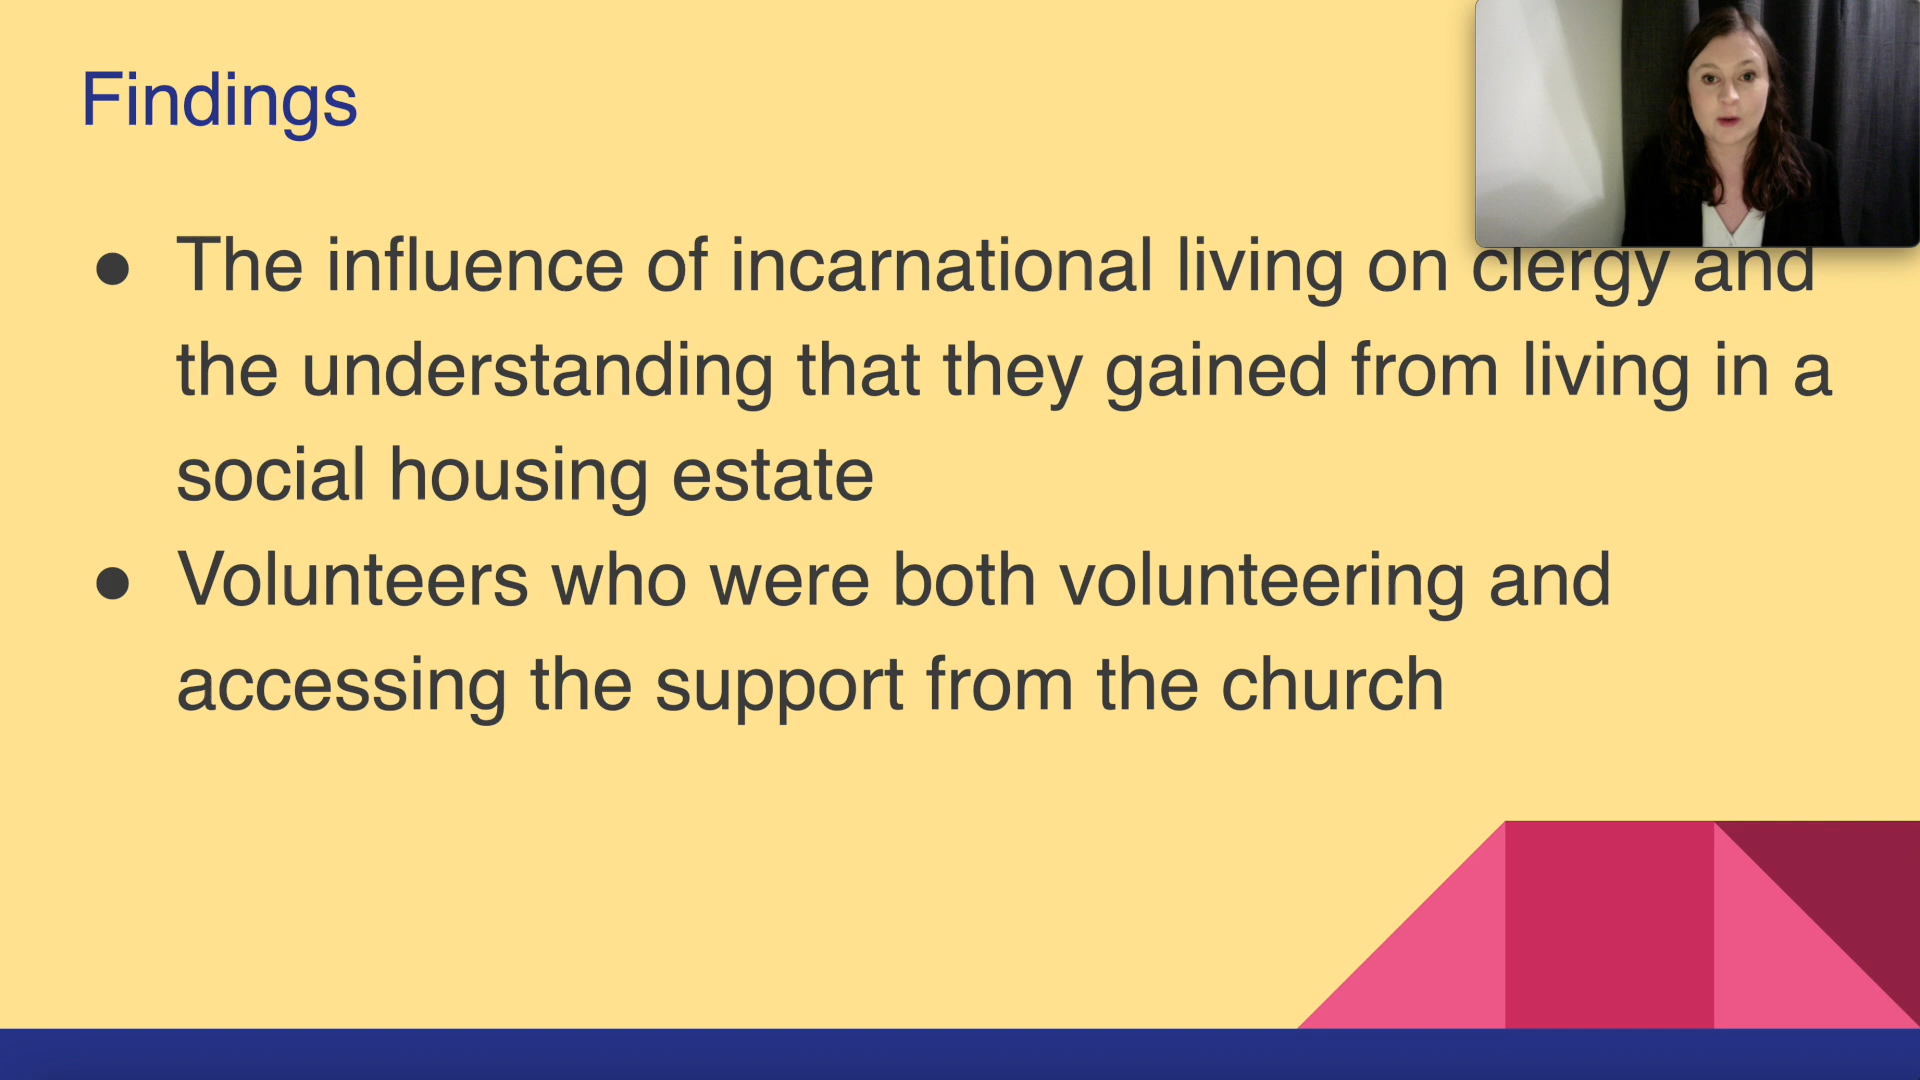 Findings
● The influence of incarnational living on clergy and
the understanding that they gained from living in a
social housing estate
● Volunteers who were both volunteering and
accessing the support from the church